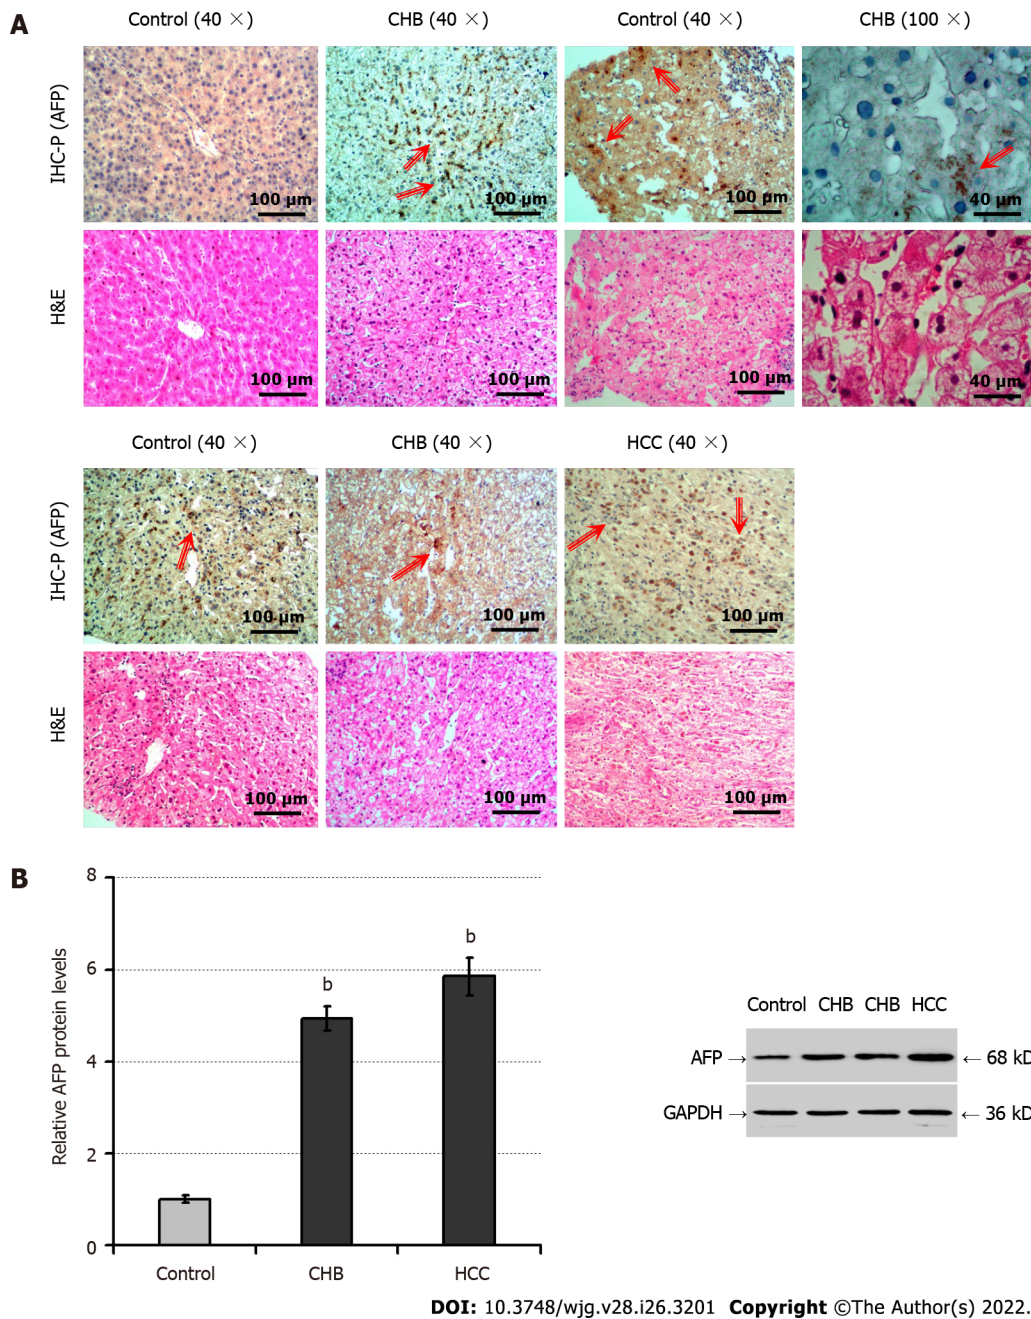 A
Control (40 ×) CHB (40 ×) Control (40 ×) CHB (100 ×)
IHC-P (AFP)
100 µm 100 µm 100 µm 40 µm
H&E
100 µm 100 µm 100 µm 40 µm
Control (40 ×) CHB (40 ×) HCC (40 ×)
IHC-P (AFP)
100 µm 100 µm 100 µm
H&E
100 µm 100 µm 100 µm
B
Relative AFP protein levels
8
6
4
2
0
b
b
Control CHB HCC
Control CHB CHB HCC
AFP → ← 68 kD
GAPDH → ← 36 kD
DOI: 10.3748/wjg.v28.i26.3201 Copyright ©The Author(s) 2022.